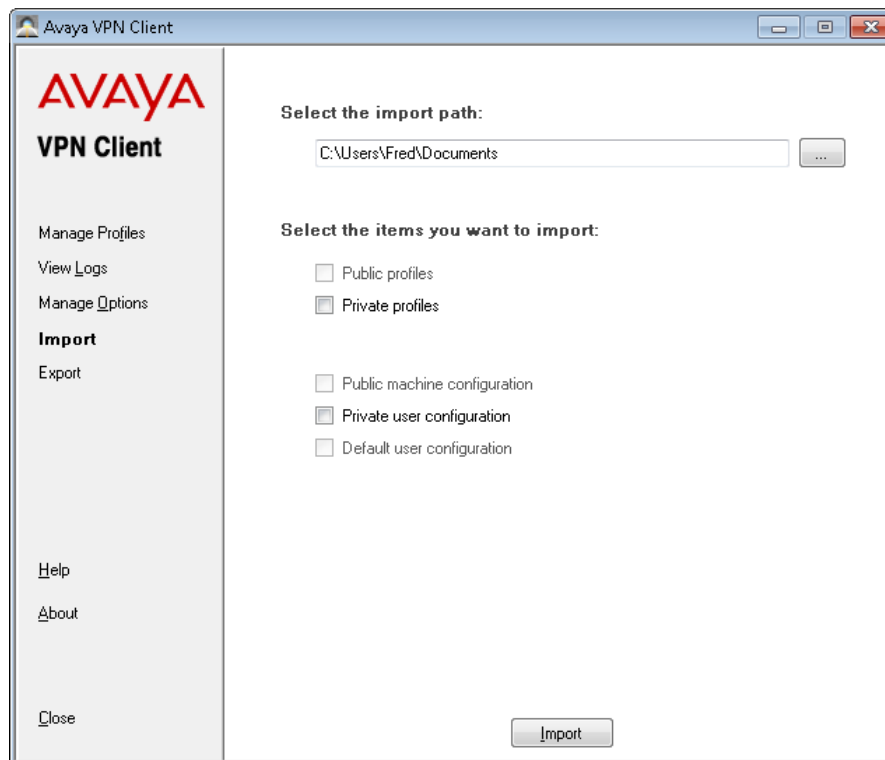 Avaya VPN Client
AVAYA
VPN Client
Manage Profiles
View Logs
Manage Options
Import
Export
Help
About
Close
Select the import path:
C:\Users\Fred\Documents
...
Select the items you want to import:
Public profiles
Private profiles
Public machine configuration
Private user configuration
Default user configuration
Import